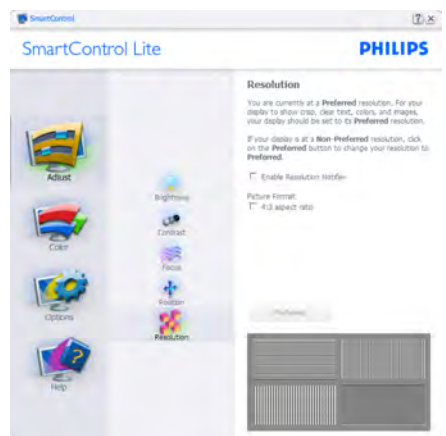 SmartControl
SmartControl Lite
PHILIPS
Adjust
Color
Options
Help
Brightness
Contrast
Focus
Position
Resolution
Resolution
You are currently at a Preferred resolution. For your
display to show crisp, clear text, colors, and images,
your display should be set to its Preferred resolution.
If your display is at a Non-Preferred resolution, click
on the Preferred button to change your resolution to
Preferred.
Enable Resolution Notifier
Picture Format
4:3 aspect ratio
Preferred